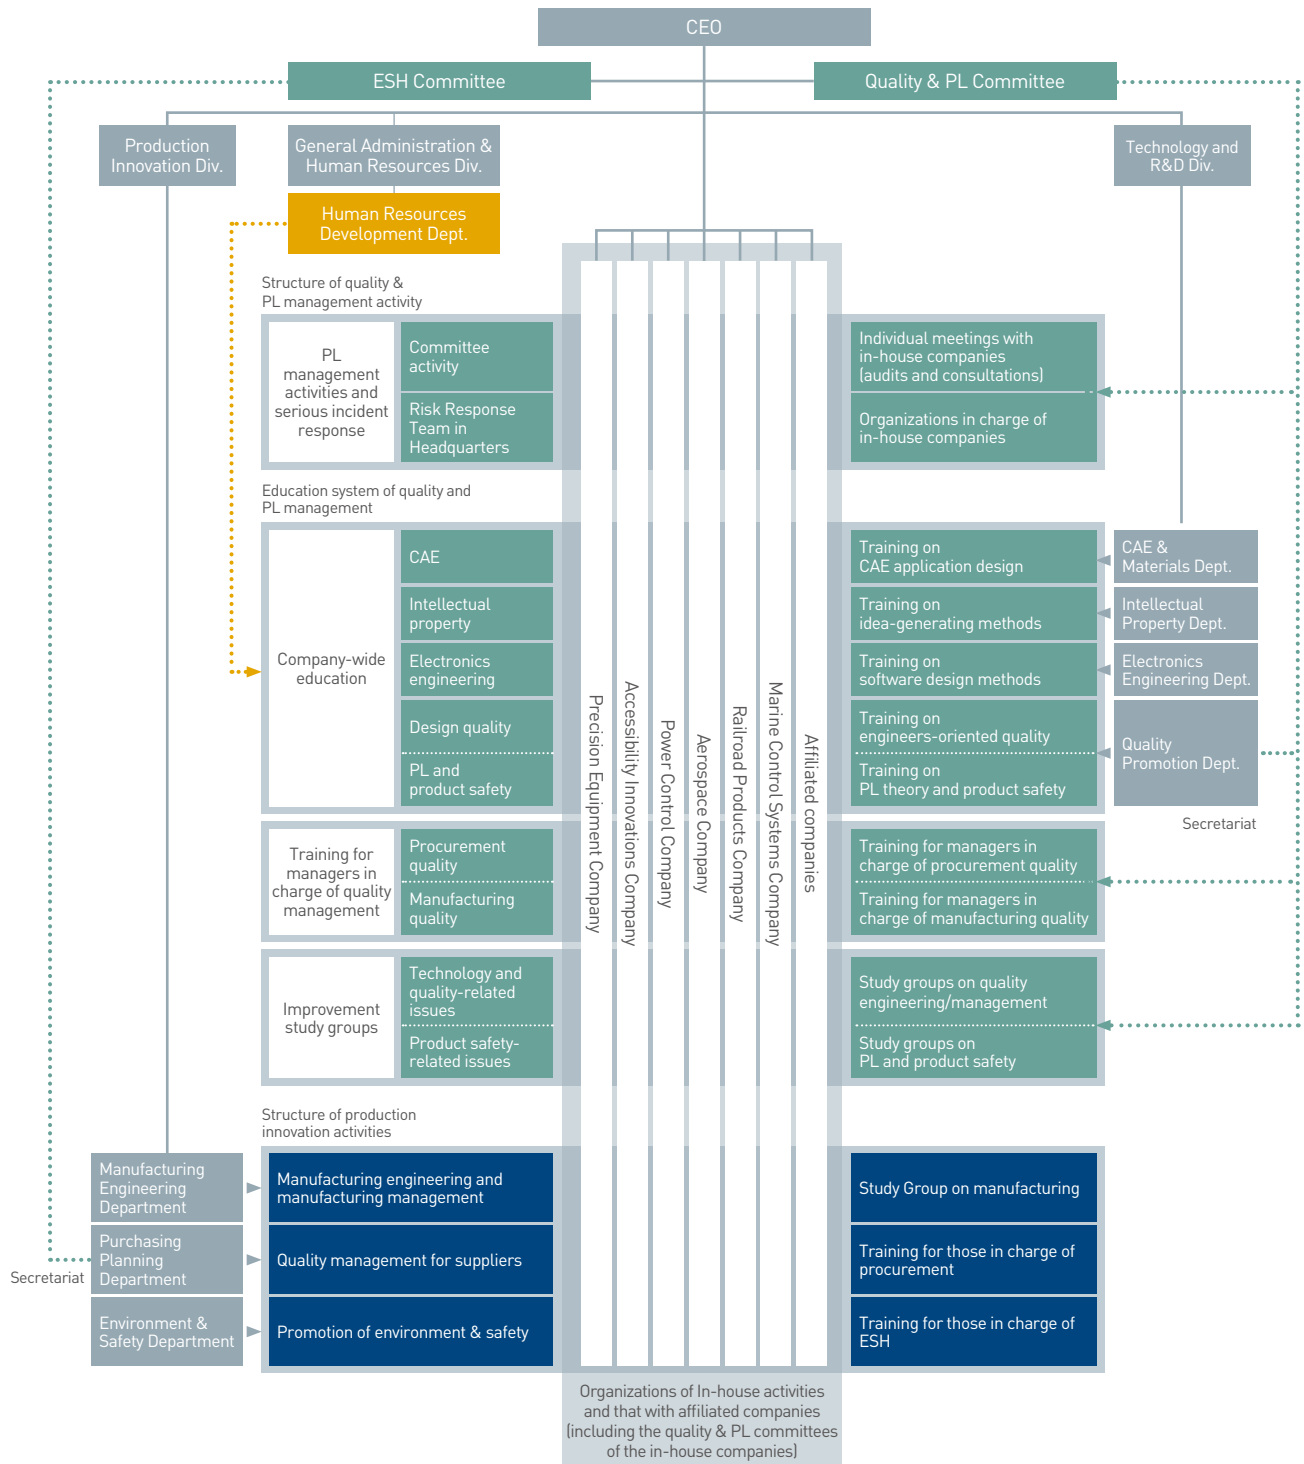 CEO
ESH Committee
Quality & PL Committee
Production
Innovation Div.
General Administration &
Human Resources Div.
Technology and
R&D Div.
Human Resources
Development Dept.
Structure of quality &
PL management activity
PL
management
activities and
serious incident
response
Committee
activity
Risk Response
Team in
Headquarters
Individual meetings with
in-house companies
(audits and consultations)
Organizations in charge of
in-house companies
Education system of quality and
PL management
Company-wide
education
CAE
Intellectual
property
Electronics
engineering
Design quality
PL and
product safety
Training on
CAE application design
Training on
idea-generating methods
Training on
software design methods
Training on
engineers-oriented quality
Training on
PL theory and product safety
CAE &
Materials Dept.
Intellectual
Property Dept.
Electronics
Engineering Dept.
Quality
Promotion Dept.
Secretariat
Precision Equipment Company
Accessibility Innovations Company
Power Control Company
Aerospace Company
Railroad Products Company
Marine Control Systems Company
Affiliated companies
Training for
managers in
charge of quality
management
Procurement
quality
Manufacturing
quality
Training for managers in
charge of procurement quality
Training for managers in
charge of manufacturing quality
Improvement
study groups
Technology and
quality-related
issues
Product safety-
related issues
Study groups on quality
engineering/management
Study groups on
PL and product safety
Structure of production
innovation activities
Manufacturing
Engineering
Department
Manufacturing engineering and
manufacturing management
Study Group on manufacturing
Purchasing
Planning
Department
Secretariat
Quality management for suppliers
Training for those in charge of
procurement
Environment &
Safety Department
Promotion of environment & safety
Training for those in charge of
ESH
Organizations of In-house activities
and that with affiliated companies
(including the quality & PL committees
of the in-house companies)